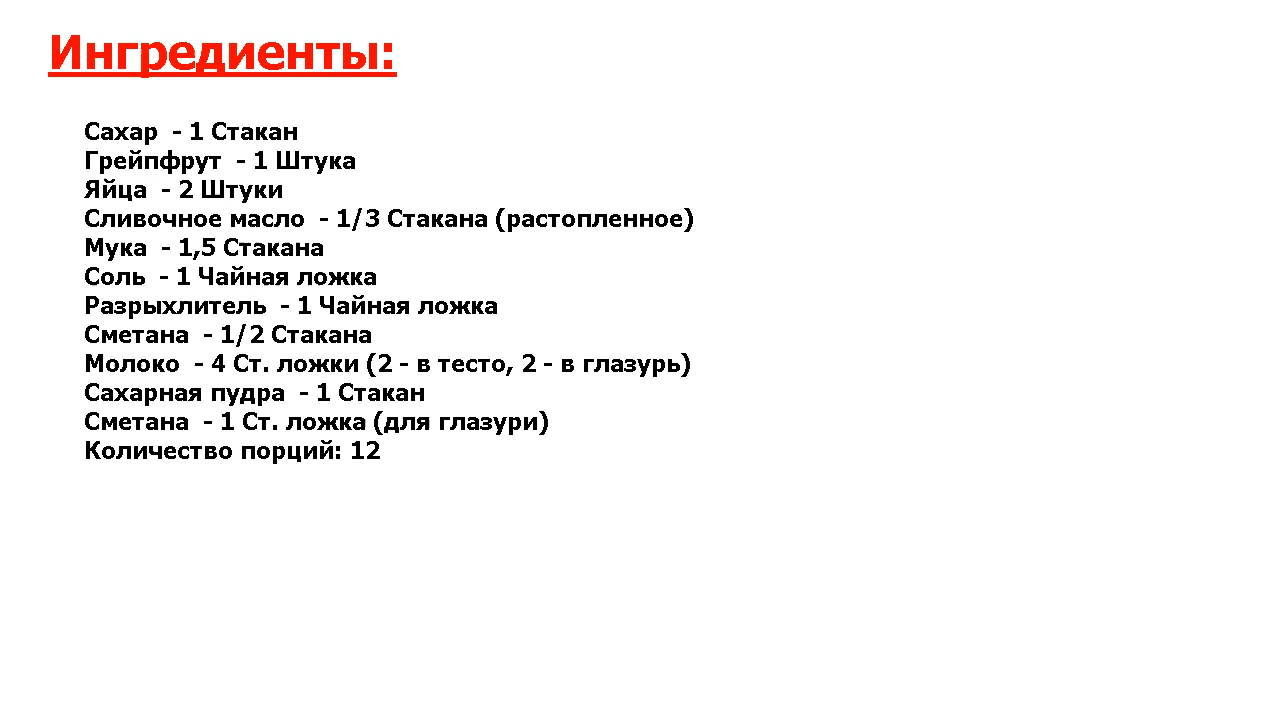 Ингредиенты:
Сахар - 1 Стакан
Грейпфрут - 1 Штука
Яйца - 2 Штуки
Сливочное масло - 1/3 Стакана (растопленное)
Мука - 1,5 Стакана
Соль - 1 Чайная ложка
Разрыхлитель - 1 Чайная ложка
Сметана - 1/2 Стакана
Молоко - 4 Ст. ложки (2 - в тесто, 2 - в глазурь)
Сахарная пудра - 1 Стакан
Сметана - 1 Ст. ложка (для глазури)
Количество порций: 12